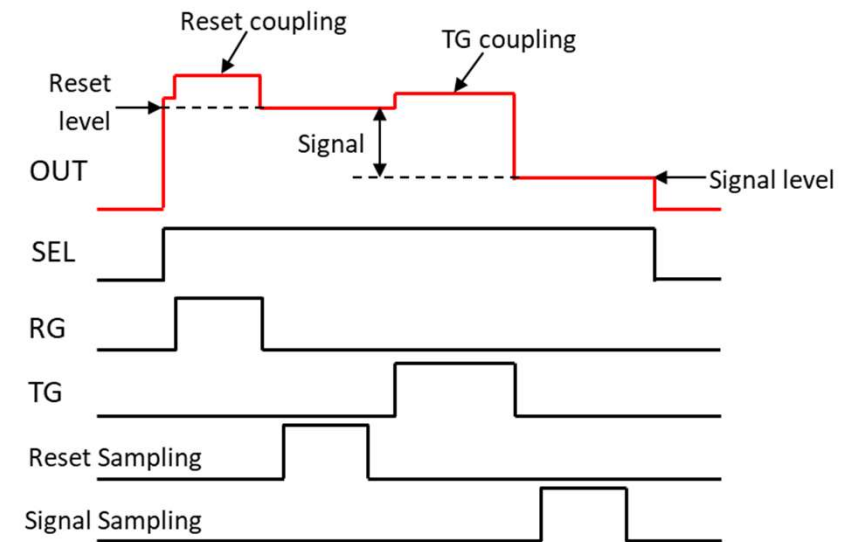 Reset coupling
TG coupling
Reset
level
Signal
OUT
Signal level
SEL
RG
TG
Reset Sampling
Signal Sampling